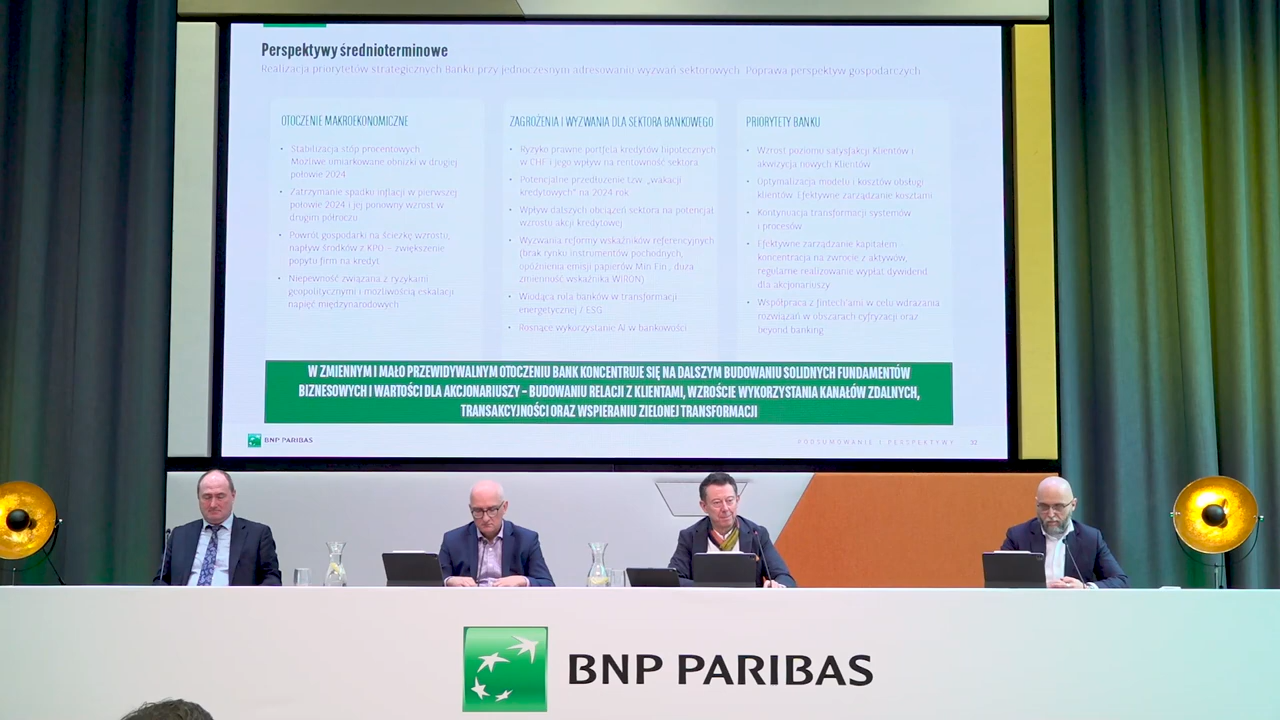 Perspektywy średnioterminowe
Realizacja priorytetów strategicznych Banku przy jednoczesnym adresowaniu wyzwań sektorowych. Poprawa perspektyw gospodarczych
OTOCZENIE MAKROEKONOMICZNE
• Stabilizacja stóp procentowych
Możliwe umiarkowane obniżki w drugiej
połowie 2024
• Zatrzymanie spadku inflacji w pierwszej
połowie 2024 i jej ponowny wzrost w
drugim półroczu
• Powrót gospodarki na ścieżkę wzrostu,
napływ środków z KPO – zwiększenie
popytu firm na kredyt
• Niepewność związana z ryzykami
geopolitycznymi i możliwością eskalacji
napięć międzynarodowych
ZAGROŻENIA I WYZWANIA DLA SEKTORA BANKOWEGO
• Ryzyko prawne portfela kredytów hipotecznych
w CHF i jego wpływ na rentowność sektora
• Potencjalne przedłużenie tzw. „wakacji
kredytowych" na 2024 rok
• Wpływ dalszych obciążeń sektora na potencjał
wzrostu akcji kredytowej
• Wyzwania reformy wskaźników referencyjnych
(brak rynku instrumentów pochodnych,
opóźnienia emisji papierów Min Fin., duża
zmienność wskaźnika WIRON)
• Wiodąca rola banków w transformacji
energetycznej / ESG
• Rosnące wykorzystanie AI w bankowości
PRIORYTETY BANKU
• Wzrost poziomu satysfakcji Klientów i
akwizycja nowych Klientów
• Optymalizacja modelu i kosztów obsługi
klientów. Efektywne zarządzanie kosztami
• Kontynuacja transformacji systemów
i procesów
• Efektywne zarządzanie kapitałem
koncentracja na zwrocie z aktywów,
regularne realizowanie wypłat dywidend
dla akcjonariuszy
• Współpraca z fintech'ami w celu wdrażania
rozwiązań w obszarach cyfryzacji oraz
beyond banking
W ZMIENNYM I MAŁO PRZEWIDYWALNYM OTOCZENIU BANK KONCENTRUJE SIĘ NA DALSZYM BUDOWANIU SOLIDNYCH FUNDAMENTÓW
BIZNESOWYCH I WARTOŚCI DLA AKCJONARIUSZY – BUDOWANIU RELACJI Z KLIENTAMI, WZROŚCIE WYKORZYSTANIA KANAŁÓW ZDALNYCH,
TRANSAKCYJNOŚCI ORAZ WSPIERANIU ZIELONEJ TRANSFORMACJI
BNP PARIBAS
PODSUMOWANIE I PERSPEKTYWY 32
BNP PARIBAS